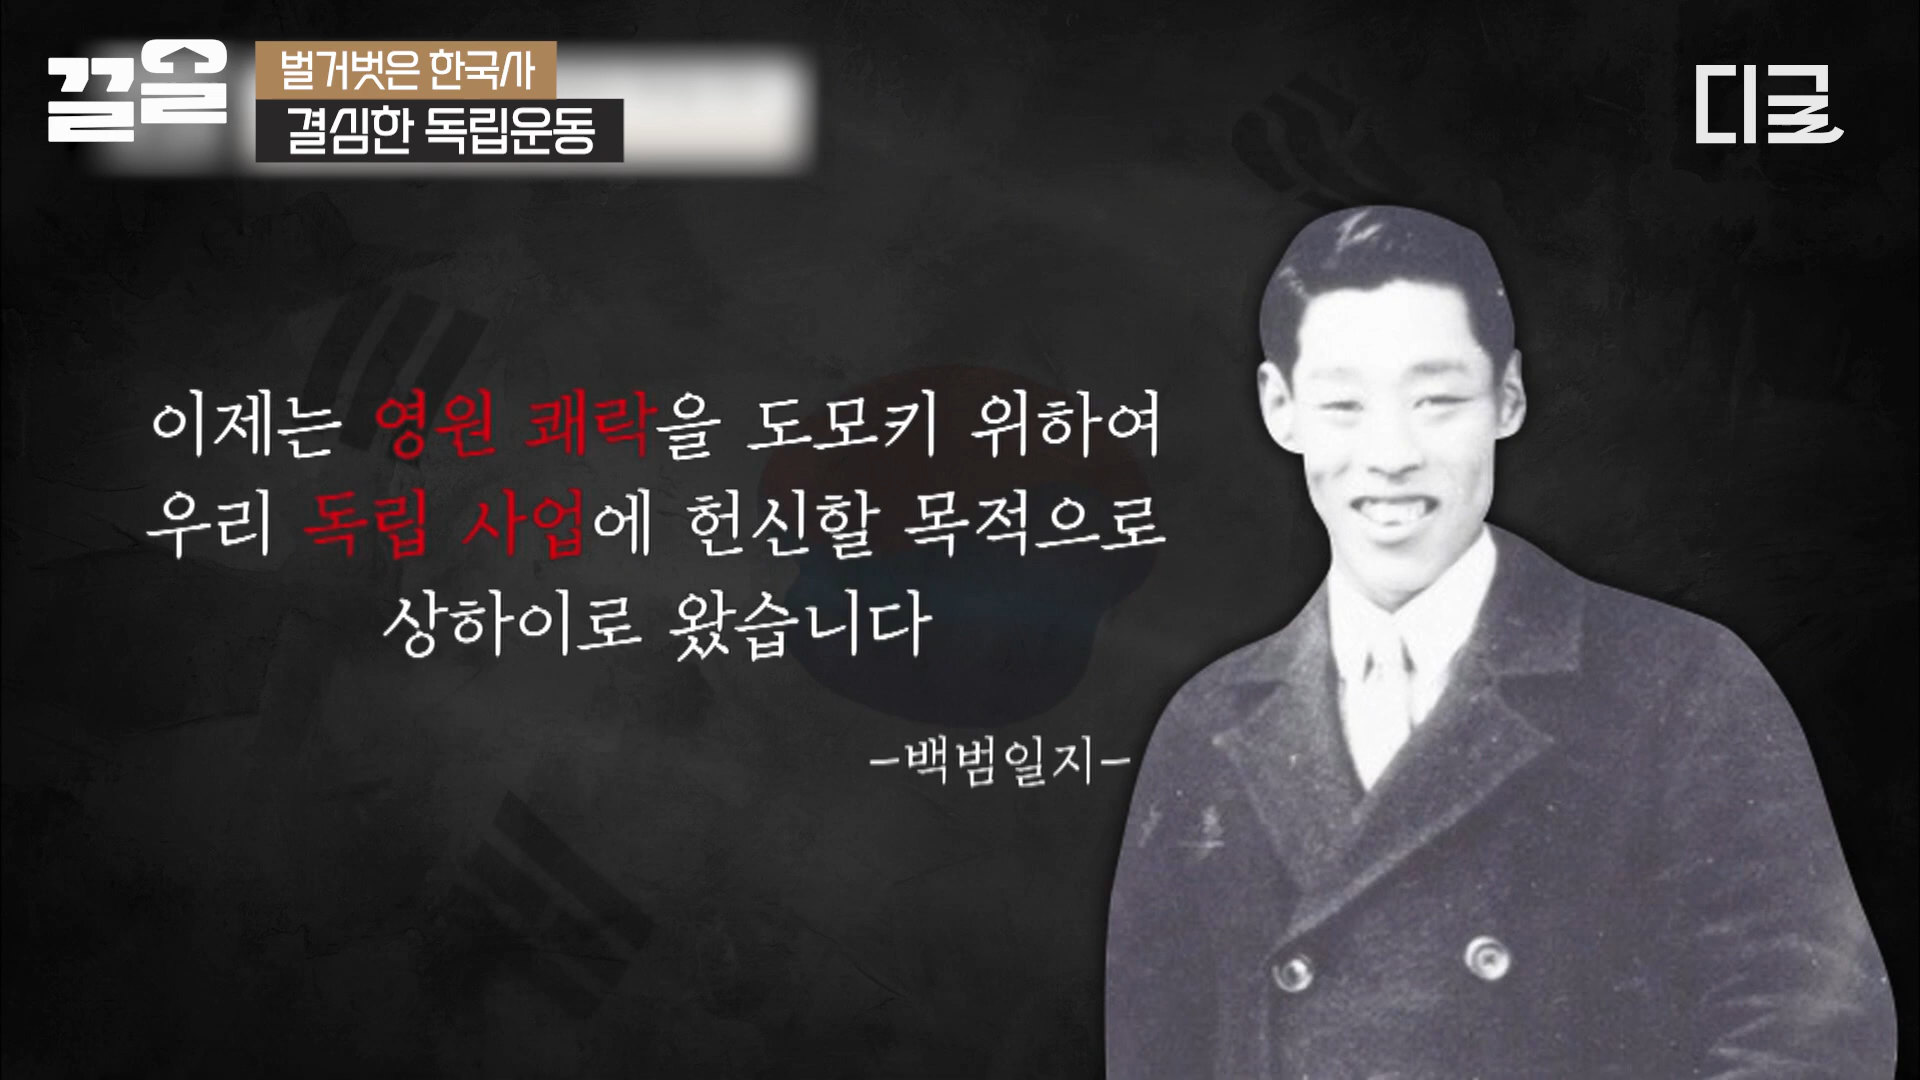 끌올
벌거벗은 한국사
결심한 독립운동
디글
이제는 영원 쾌락을 도모키 위하여
우리 독립 사업에 헌신할 목적으로
상하이로 왔습니다
-백범일지-